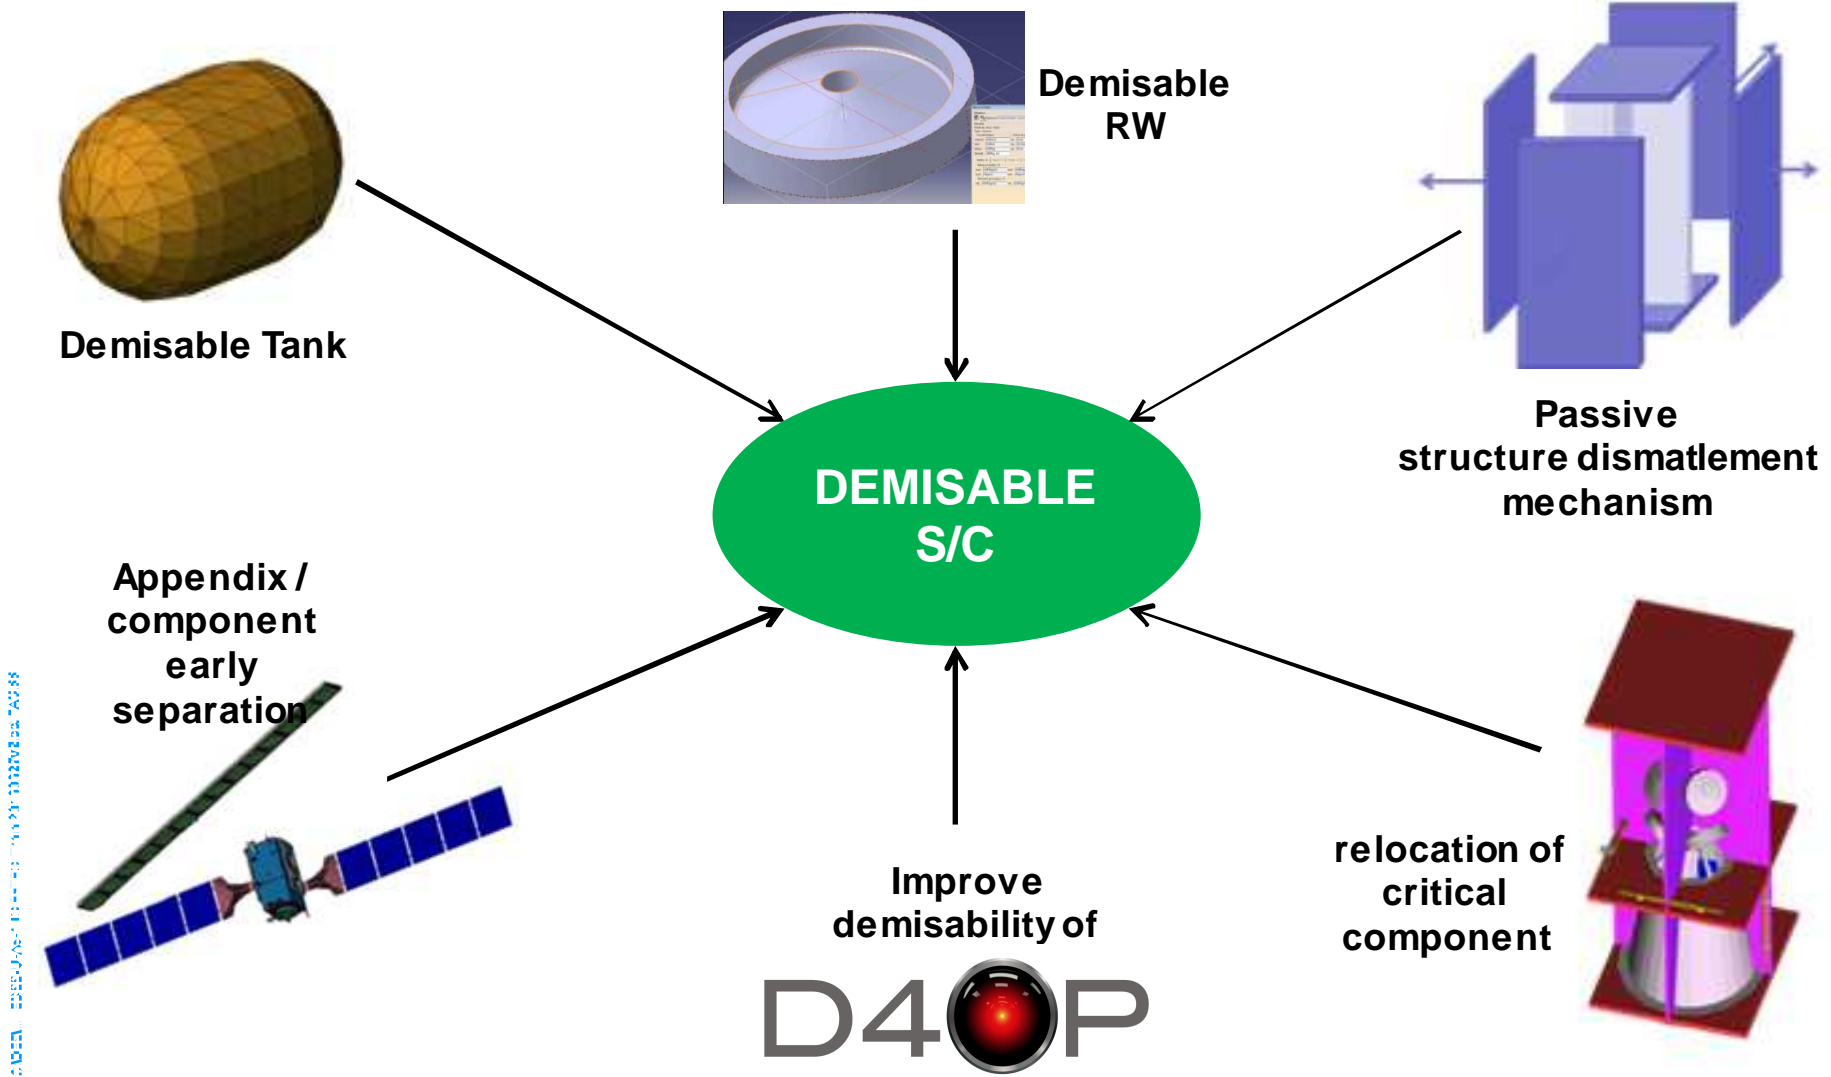 Demisable
RW
Demisable Tank
Passive
structure dismatlement
mechanism
DEMISABLE
S/C
Appendix /
component
early
separation
relocation of
critical
component
Improve
demisability of
D4OP